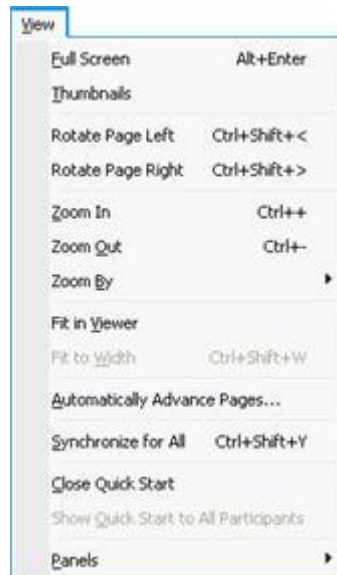 View
Full Screen Alt+Enter
Thumbnails
Rotate Page Left Ctrl+Shift+<
Rotate Page Right Ctrl+Shift+>
Zoom In Ctrl++
Zoom Out Ctrl+-
Zoom By
Fit in Viewer
Fit to Width Ctrl+Shift+W
Automatically Advance Pages...
Synchronize for All Ctrl+Shift+Y
Close Quick Start
Show Quick Start to All Participants
Panels